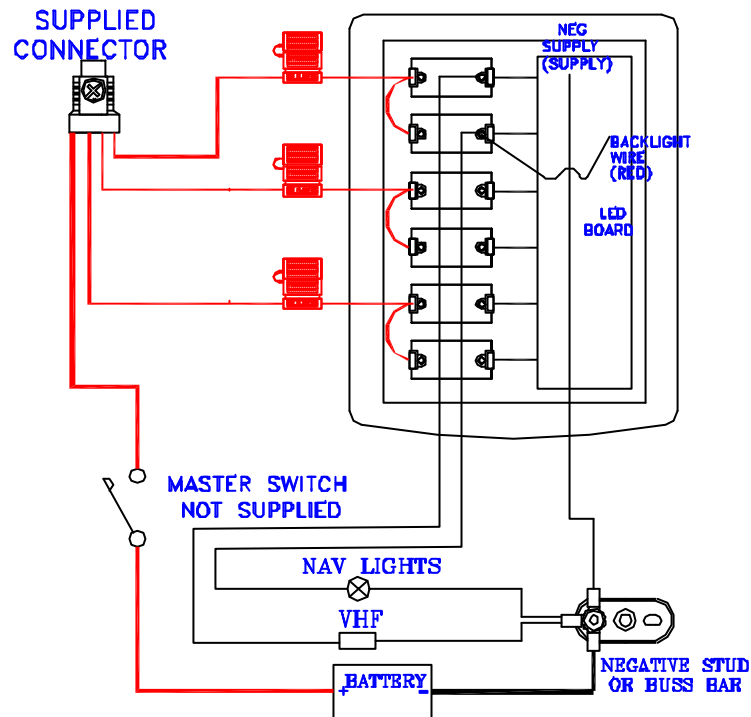 SUPPLIED
CONNECTOR
NEG
SUPPLY
(SUPPLY)
BACKLIGHT
WIRE
(RED)
LED
BOARD
MASTER SWITCH
NOT SUPPLIED
NAV LIGHTS
VHF
BATTERY
+ -
NEGATIVE STUD
OR BUSS BAR